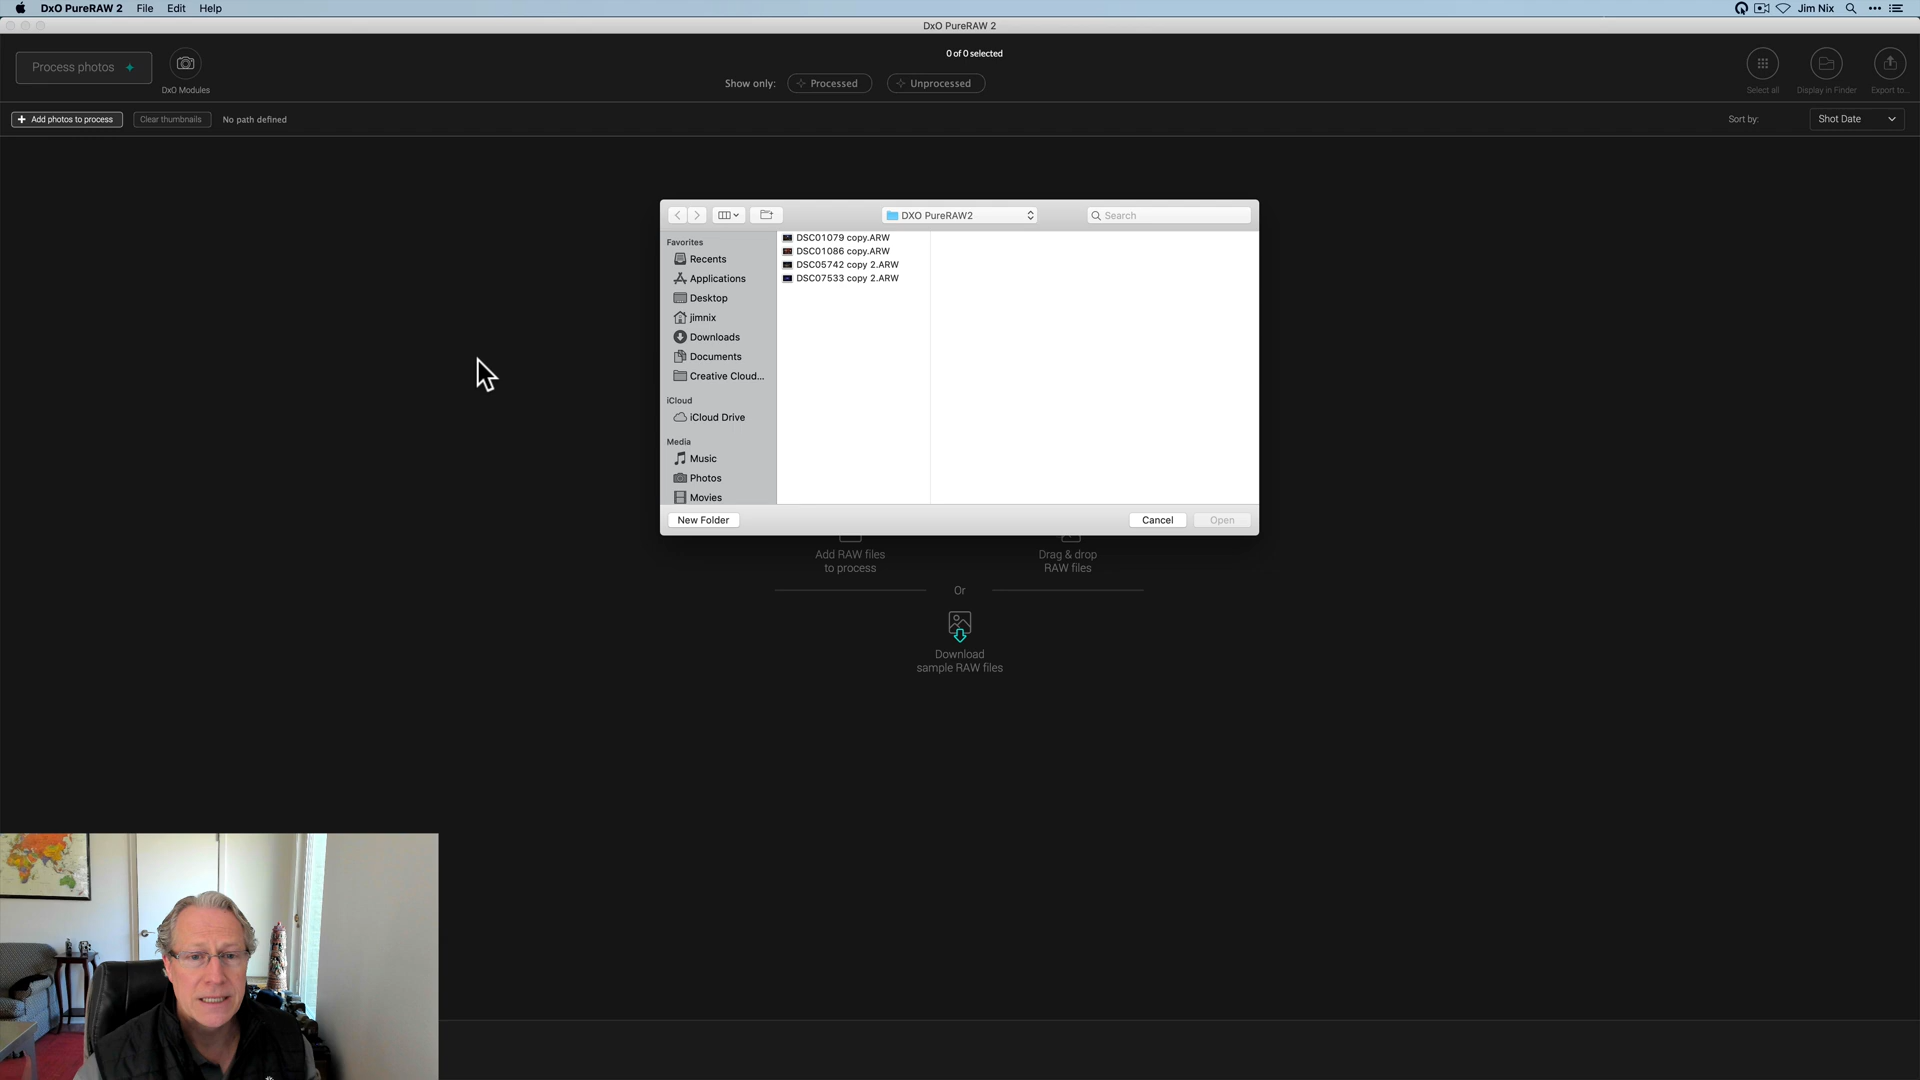 DxO PureRAW 2
File
Edit
Help
Jim Nix
DxO PureRAW 2
Process photos
DxO Modules
0 of 0 selected
Show only:
Processed
Unprocessed
Select all
Display in Finder
Export to...
Add photos to process
Clear thumbnails
No path defined
Sort by:
Shot Date
DXO PureRAW2
Search
Favorites
Recents
Applications
Desktop
jimnix
Downloads
Documents
Creative Cloud...
iCloud
iCloud Drive
Media
Music
Photos
Movies
DSC01079 copy.ARW
DSC01086 copy.ARW
DSC05742 copy 2.ARW
DSC07533 copy 2.ARW
New Folder
Cancel
Open
Add RAW files
to process
Drag & drop
RAW files
Or
Download
sample RAW files